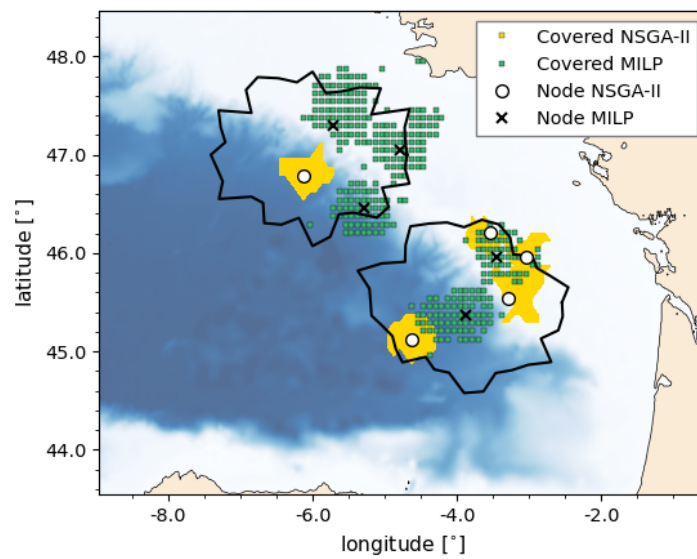 48.0
47.0
46.0
45.0
44.0
latitude [°]
-8.0
-6.0
-4.0
-2.0
longitude [°]
Covered NSGA-II
Covered MILP
Node NSGA-II
Node MILP